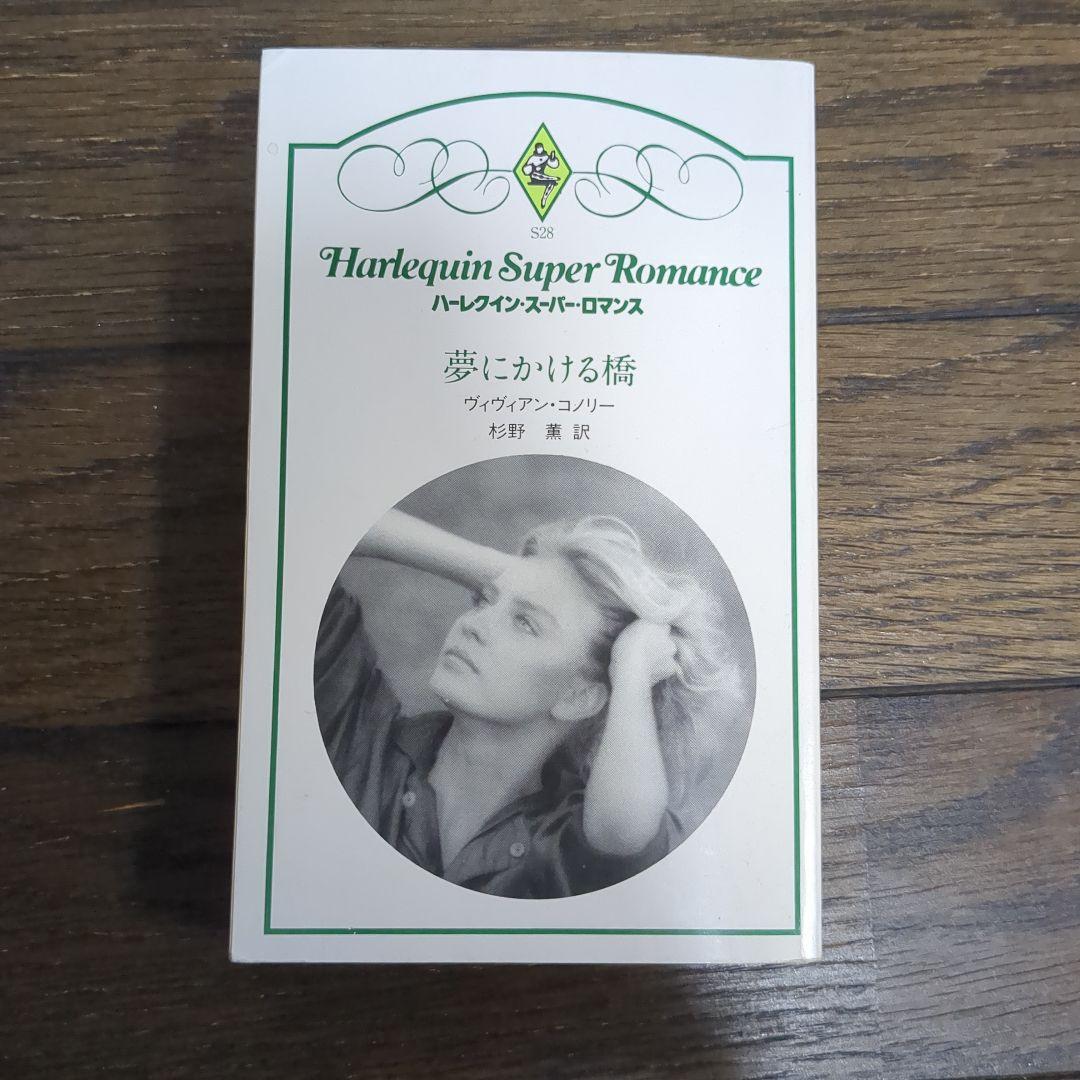 S28
Harlequin Super Romance
ハーレクイン・スーパー・ロマンス
夢にかける橋
ヴィヴィアン・コノリー
杉野 薫 訳